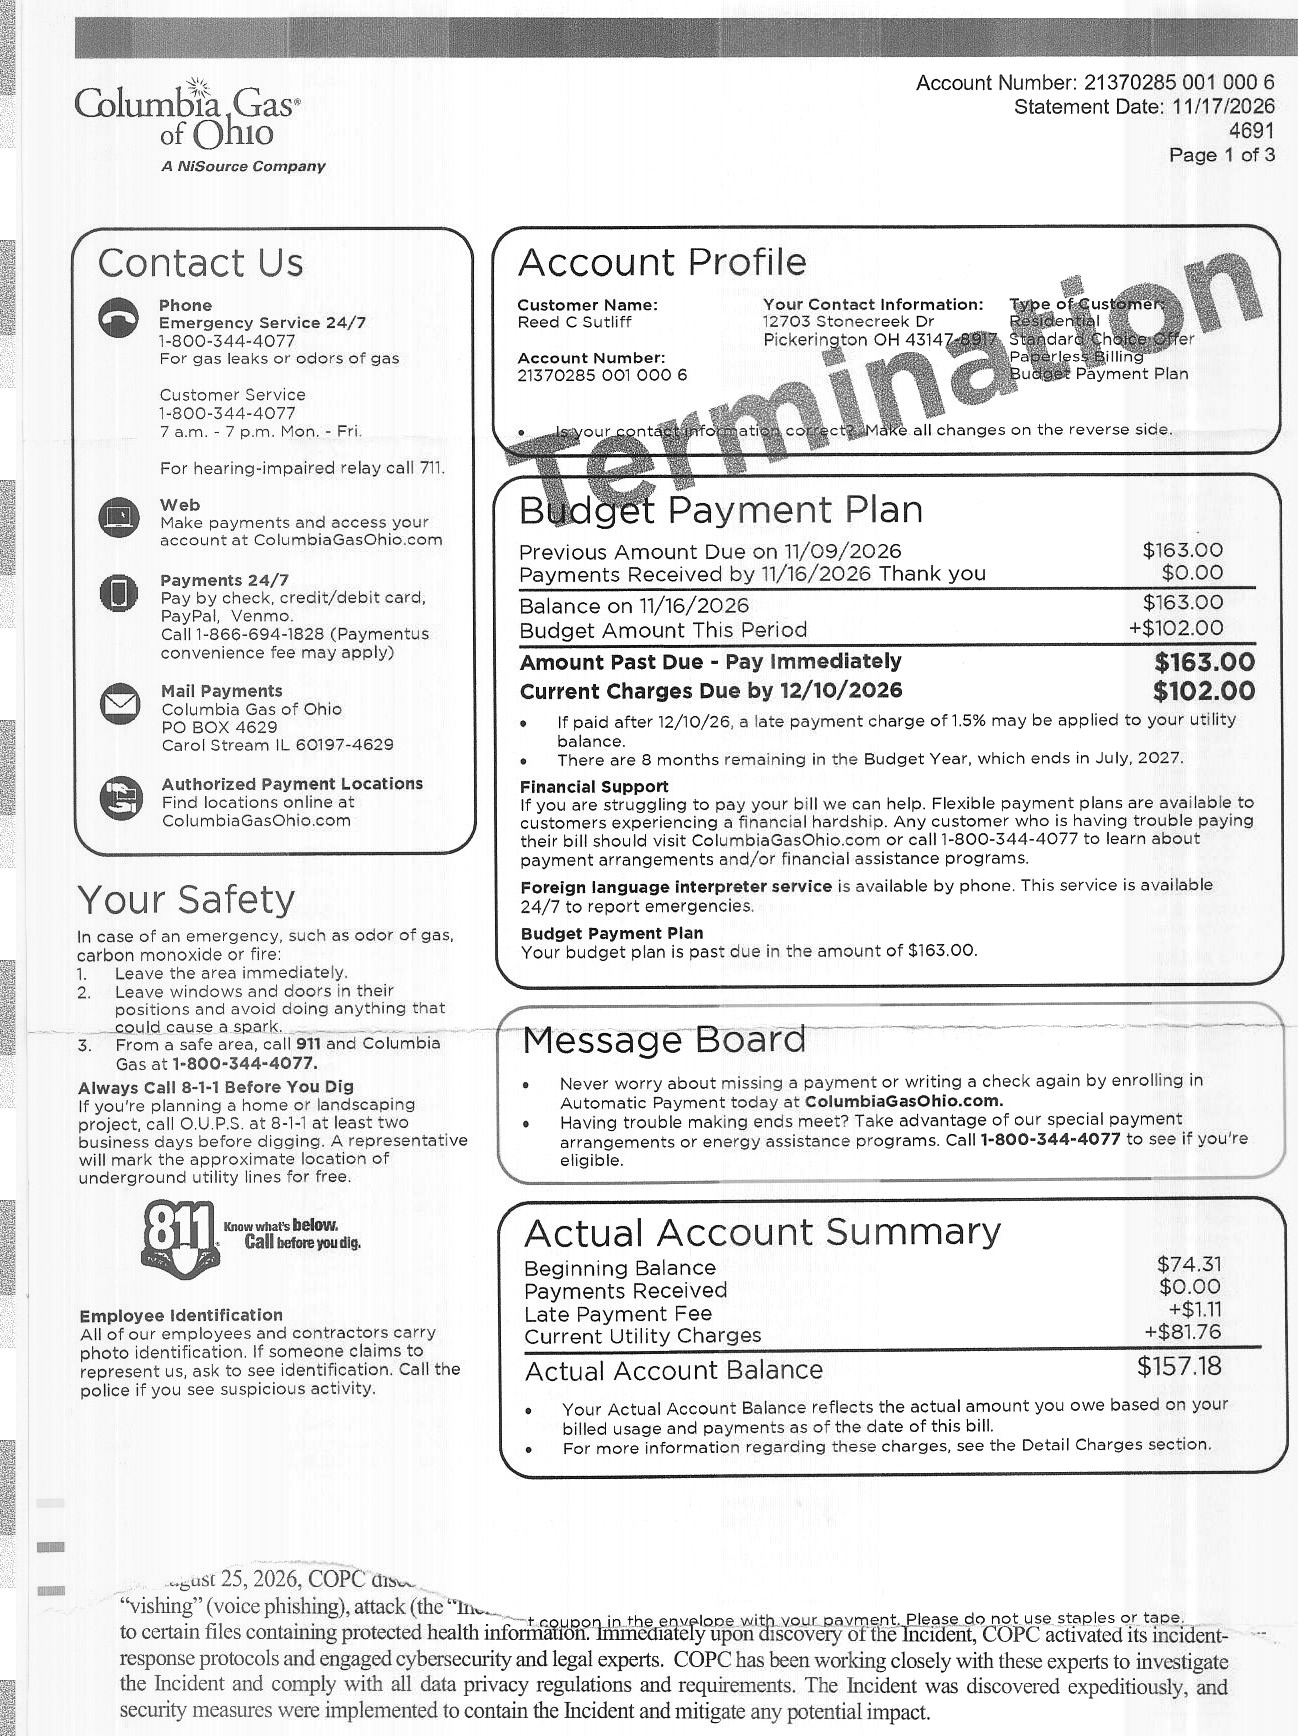 Columbia Gas®
of Ohio
A NiSource Company
Account Number: 21370285 001 000 6
Statement Date: 11/17/2026
4691
Page 1 of 3
Contact Us
Phone
Emergency Service 24/7
1-800-344-4077
For gas leaks or odors of gas
Customer Service
1-800-344-4077
7 a.m. - 7 p.m. Mon. - Fri.
For hearing-impaired relay call 711.
Web
Make payments and access your
account at ColumbiaGasOhio.com
Payments 24/7
Pay by check, credit/debit card,
PayPal, Venmo.
Call 1-866-694-1828 (Paymentus
convenience fee may apply)
Mail Payments
Columbia Gas of Ohio
PO BOX 4629
Carol Stream IL 60197-4629
Authorized Payment Locations
Find locations online at
ColumbiaGasOhio.com
Your Safety
In case of an emergency, such as odor of gas,
carbon monoxide or fire:
1. Leave the area immediately.
2. Leave windows and doors in their
positions and avoid doing anything that
could cause a spark.
3. From a safe area, call 911 and Columbia
Gas at 1-800-344-4077.
Always Call 8-1-1 Before You Dig
If you're planning a home or landscaping
project, call O.U.P.S. at 8-1-1 at least two
business days before digging. A representative
will mark the approximate location of
underground utility lines for free.
811
Know what's below.
Call before you dig.
Employee Identification
All of our employees and contractors carry
photo identification. If someone claims to
represent us, ask to see identification. Call the
police if you see suspicious activity.
Account Profile
Customer Name:
Reed C Sutliff
Account Number:
21370285 001 000 6
Your Contact Information:
12703 Stonecreek Dr
Pickerington OH 43147-8917
Type of Customer:
Residential
Standard Choice Offer
Paperless Billing
Budget Payment Plan
• Is your contact information correct? Make all changes on the reverse side.
Termination
Budget Payment Plan
Previous Amount Due on 11/09/2026 $163.00
Payments Received by 11/16/2026 Thank you $0.00
Balance on 11/16/2026 $163.00
Budget Amount This Period +$102.00
Amount Past Due - Pay Immediately $163.00
Current Charges Due by 12/10/2026 $102.00
• If paid after 12/10/26, a late payment charge of 1.5% may be applied to your utility
balance.
• There are 8 months remaining in the Budget Year, which ends in July, 2027.
Financial Support
If you are struggling to pay your bill we can help. Flexible payment plans are available to
customers experiencing a financial hardship. Any customer who is having trouble paying
their bill should visit ColumbiaGasOhio.com or call 1-800-344-4077 to learn about
payment arrangements and/or financial assistance programs.
Foreign language interpreter service is available by phone. This service is available
24/7 to report emergencies.
Budget Payment Plan
Your budget plan is past due in the amount of $163.00.
Message Board
• Never worry about missing a payment or writing a check again by enrolling in
Automatic Payment today at ColumbiaGasOhio.com.
• Having trouble making ends meet? Take advantage of our special payment
arrangements or energy assistance programs. Call 1-800-344-4077 to see if you're
eligible.
Actual Account Summary
Beginning Balance $74.31
Payments Received $0.00
Late Payment Fee +$1.11
Current Utility Charges +$81.76
Actual Account Balance $157.18
• Your Actual Account Balance reflects the actual amount you owe based on your
billed usage and payments as of the date of this bill.
• For more information regarding these charges, see the Detail Charges section.
25, 2026, COPC
"vishing" (voice phishing), attack (the
coupon in the envelope with your payment. Please do not use staples or tape.
to certain files containing protected health information. Immediately upon discovery of the Incident, COPC activated its incident-
response protocols and engaged cybersecurity and legal experts. COPC has been working closely with these experts to investigate
the Incident and comply with all data privacy regulations and requirements. The Incident was discovered expeditiously, and
security measures were implemented to contain the Incident and mitigate any potential impact.